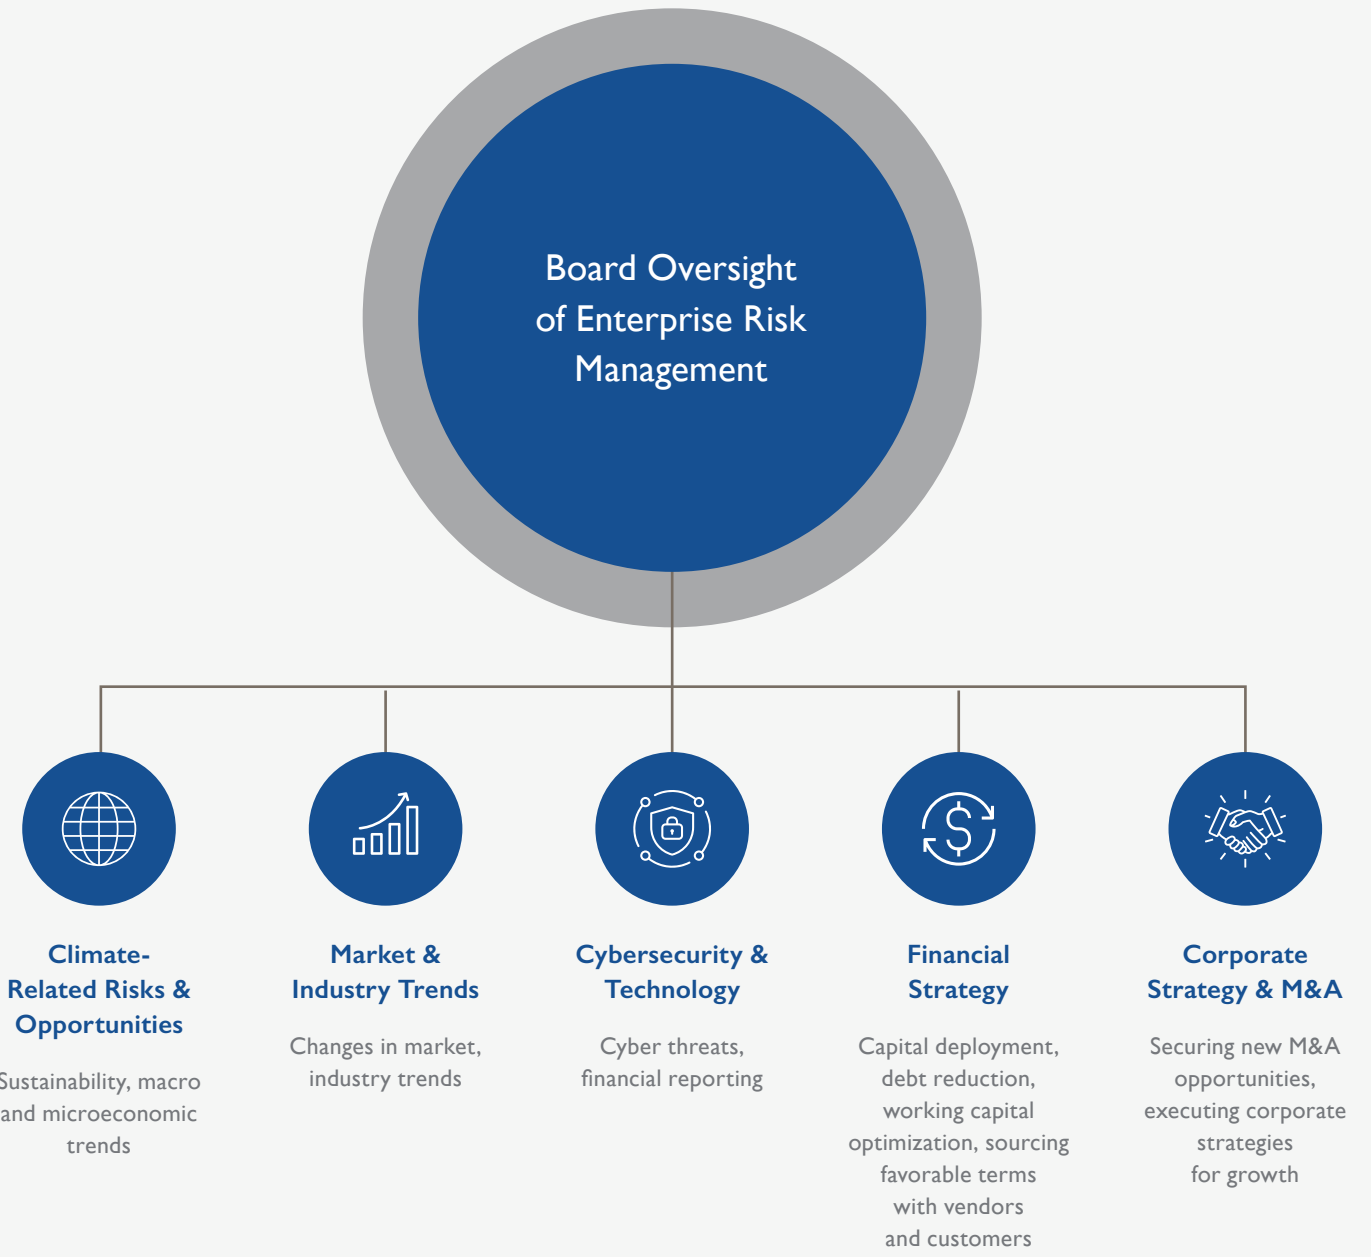 Board Oversight
of Enterprise Risk
Management
Climate-
Related Risks &
Opportunities
Sustainability, macro
and microeconomic
trends
Market &
Industry Trends
Changes in market,
industry trends
Cybersecurity &
Technology
Cyber threats,
financial reporting
Financial
Strategy
Capital deployment,
debt reduction,
working capital
optimization, sourcing
favorable terms
with vendors
and customers
Corporate
Strategy & M&A
Securing new M&A
opportunities,
executing corporate
strategies
for growth